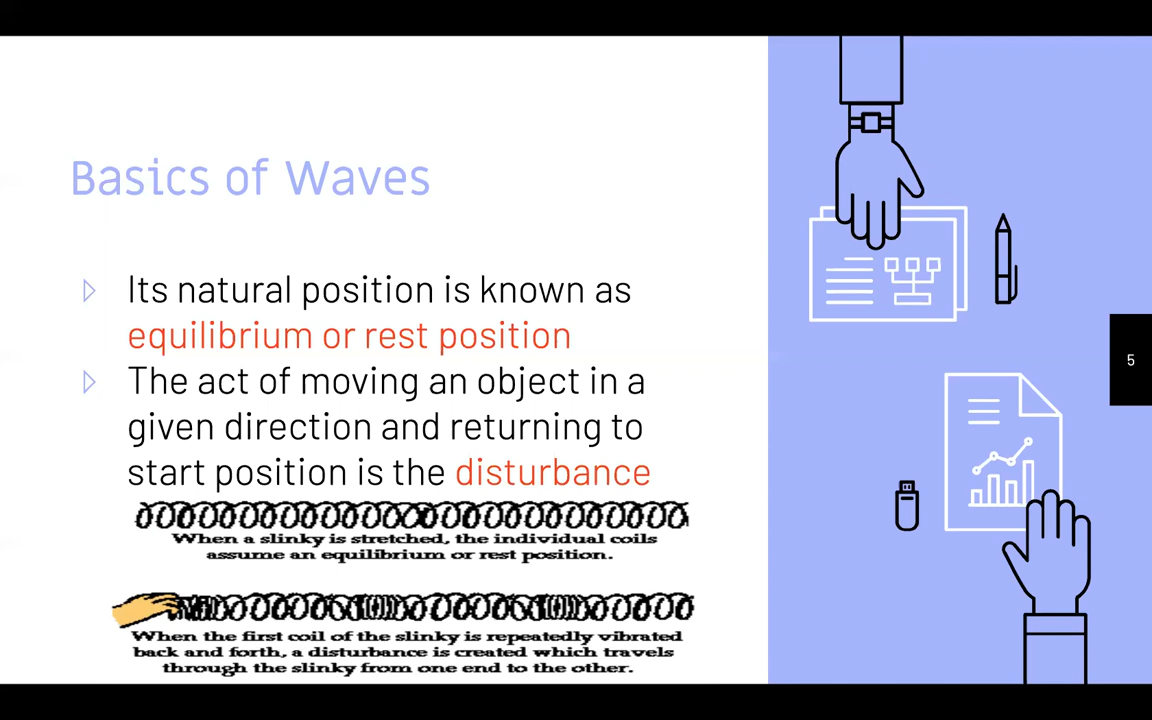 Basics of Waves
Its natural position is known as
equilibrium or rest position
The act of moving an object in a
given direction and returning to
start position is the disturbance
When a slinky is stretched, the individual coils
assume an equilibrium or rest position.
When the first coil of the slinky is repeatedly vibrated
back and forth, a disturbance is created which travels
through the slinky from one end to the other.
5